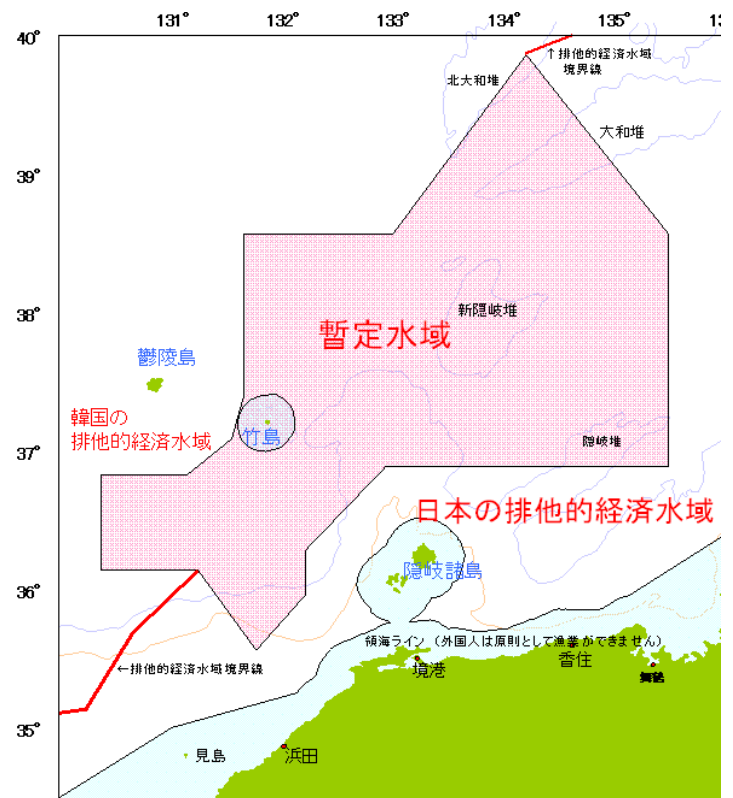 131° 132° 133° 134° 135°
40°
↑排他的経済水域
境界線
北大和堆
大和堆
39°
38°
新隠岐堆
暫定水域
鬱陵島
韓国の
排他的経済水域
竹島
37°
隠岐堆
日本の排他的経済水域
36°
隠岐諸島
領海ライン（外国人は原則として漁業ができません）
←排他的経済水域境界線
境港
香住
舞鶴
35°
見島
浜田